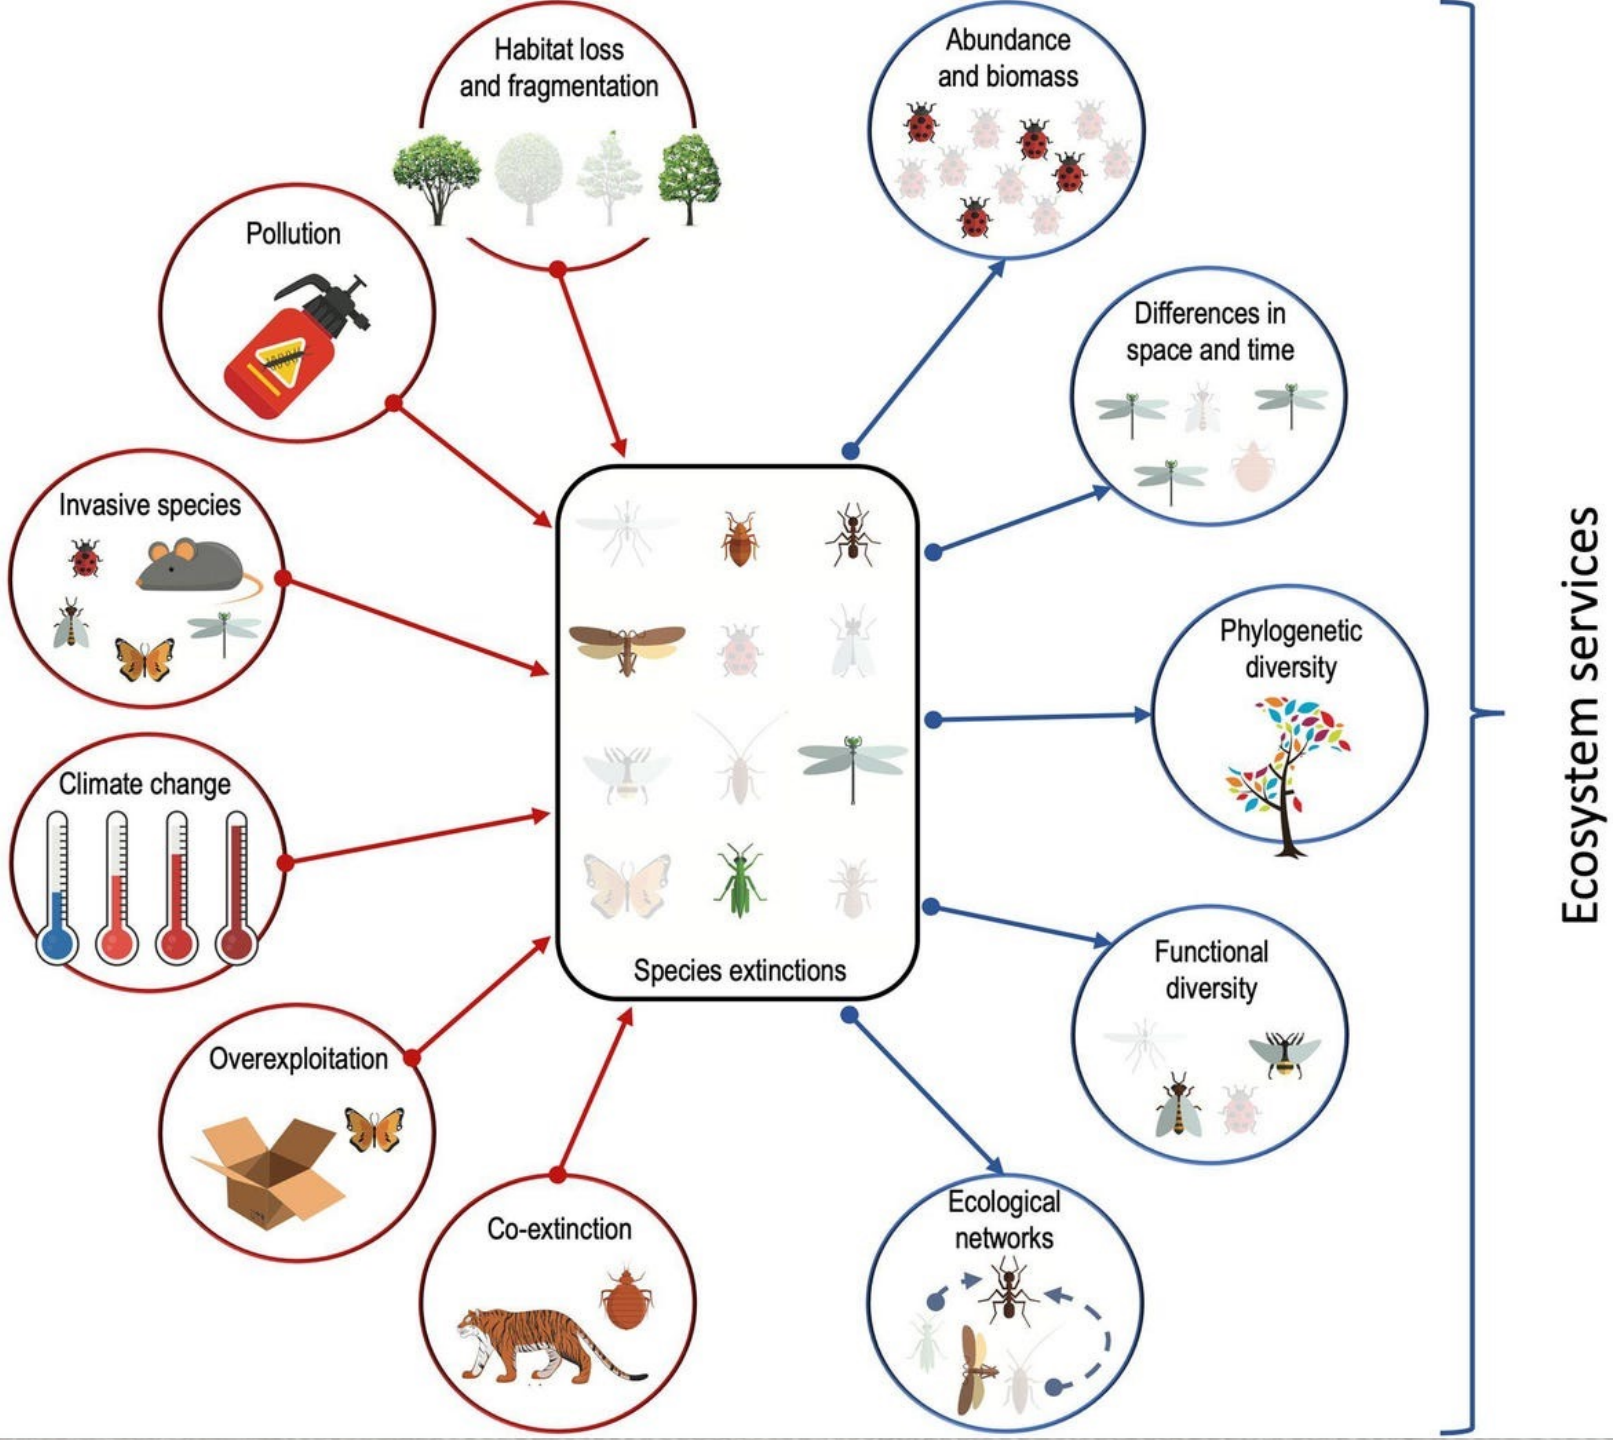 Habitat loss
and fragmentation
Pollution
Invasive species
Climate change
Overexploitation
Co-extinction
Species extinctions
Abundance
and biomass
Differences in
space and time
Phylogenetic
diversity
Functional
diversity
Ecological
networks
Ecosystem services